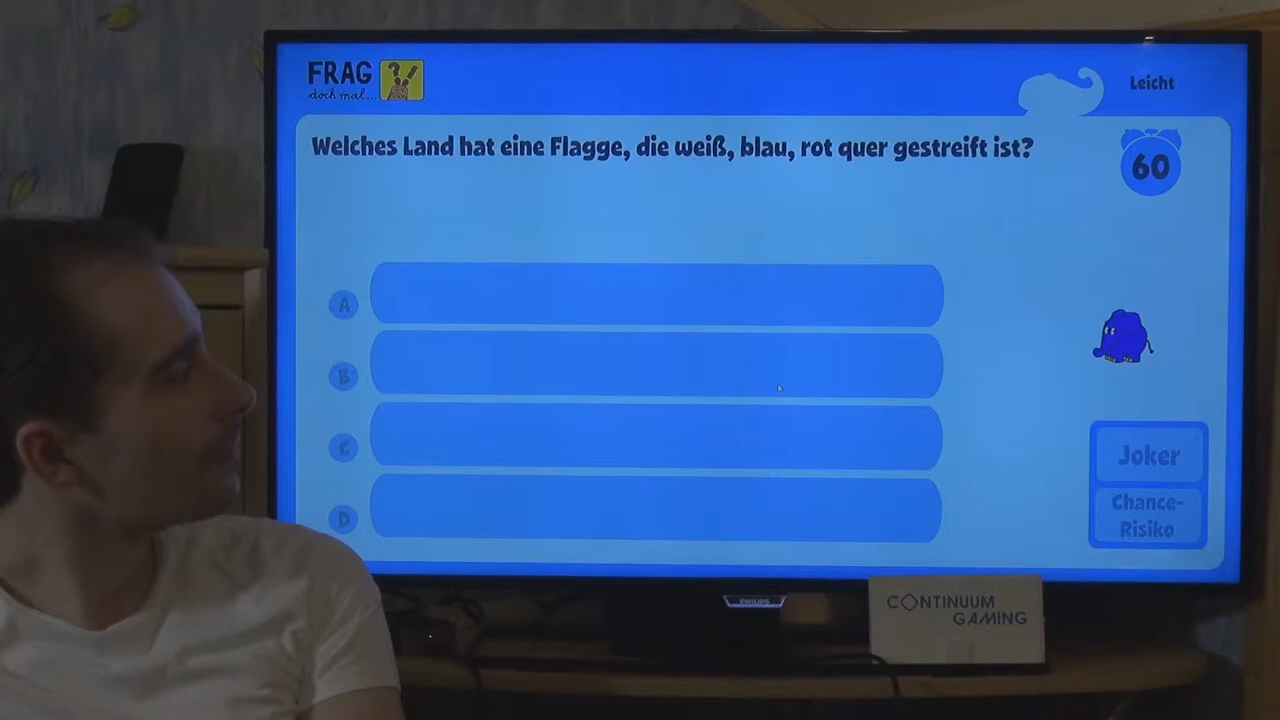 FRAG
doch mal...
Leicht
Welches Land hat eine Flagge, die weiß, blau, rot quer gestreift ist?
60
A
B
C
D
Joker
Chance-
Risiko
PHILIPS
CONTINUUM
GAMING